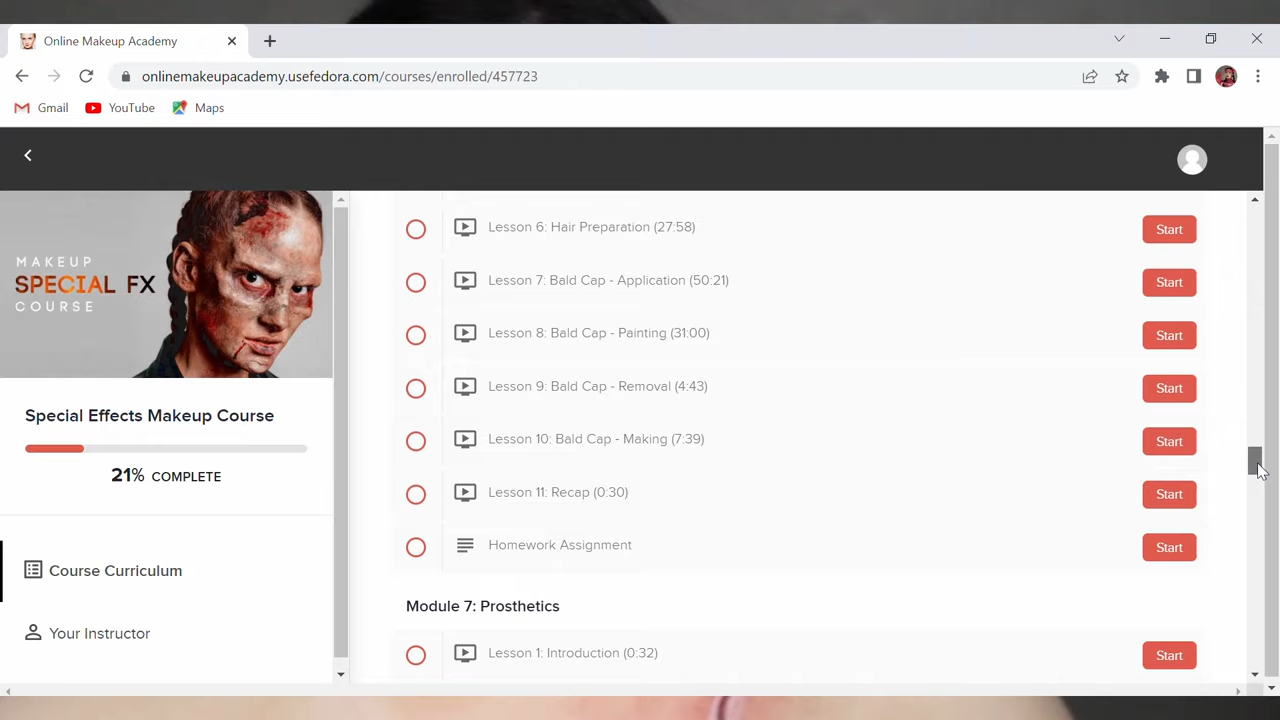 Online Makeup Academy
onlinemakeupacademy.usefedora.com/courses/enrolled/457723
Gmail YouTube Maps
MAKEUP
SPECIAL FX
COURSE
Special Effects Makeup Course
21% COMPLETE
Course Curriculum
Your Instructor
Lesson 6: Hair Preparation (27:58) Start
Lesson 7: Bald Cap - Application (50:21) Start
Lesson 8: Bald Cap - Painting (31:00) Start
Lesson 9: Bald Cap - Removal (4:43) Start
Lesson 10: Bald Cap - Making (7:39) Start
Lesson 11: Recap (0:30) Start
Homework Assignment Start
Module 7: Prosthetics
Lesson 1: Introduction (0:32) Start